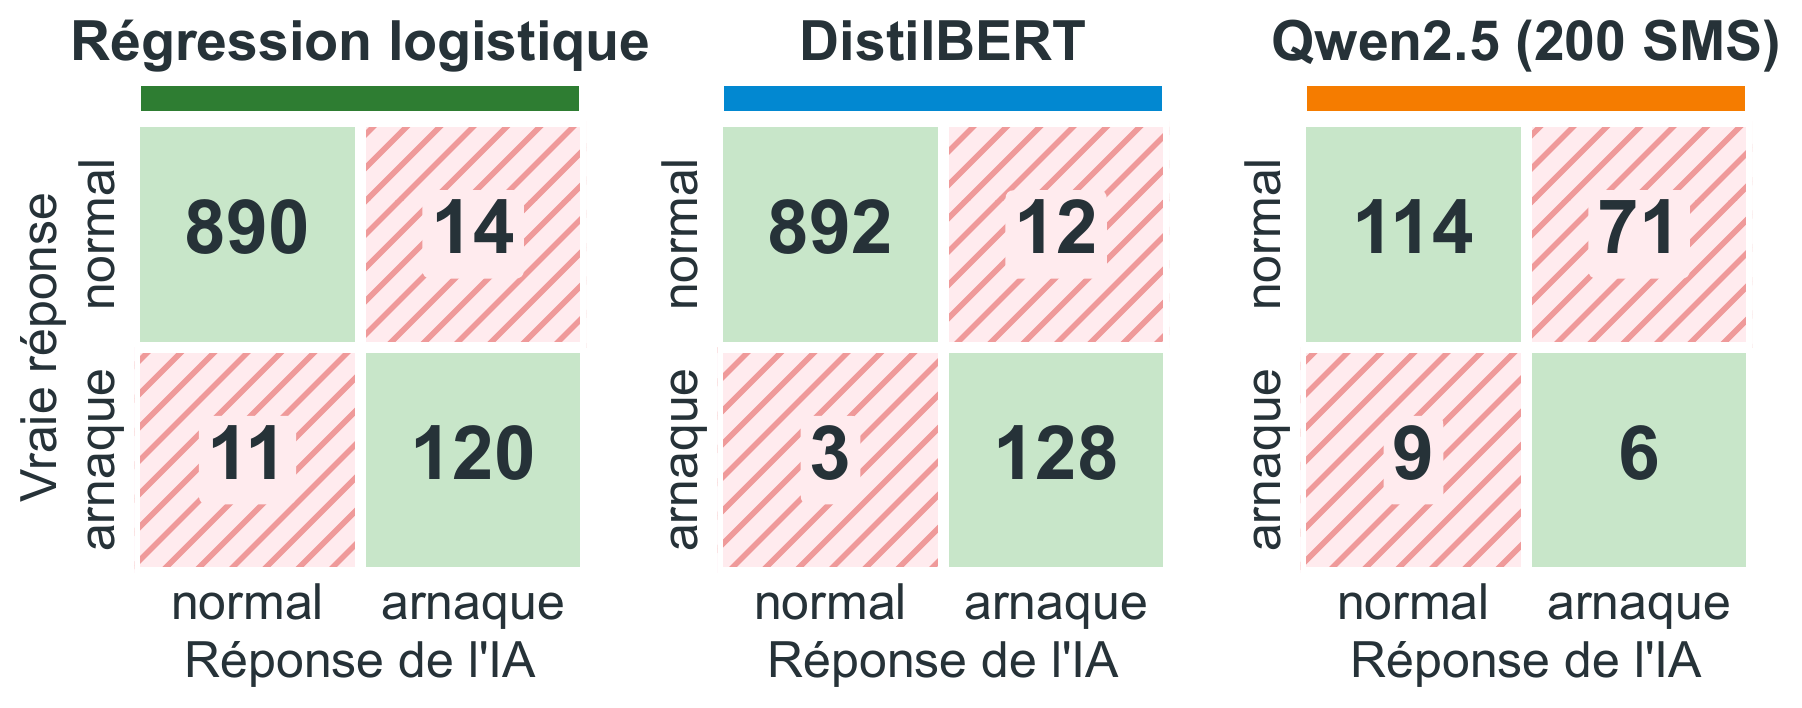 Régression logistique
DistilBERT
Qwen2.5 (200 SMS)
Vraie réponse
normal
890
14
arnaque
11
120
normal
arnaque
Réponse de l'IA
normal
892
12
arnaque
3
128
normal
arnaque
Réponse de l'IA
normal
114
71
arnaque
9
6
normal
arnaque
Réponse de l'IA